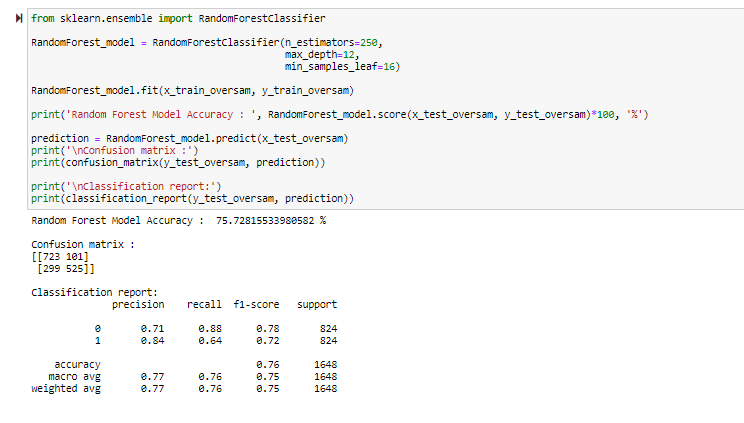 from sklearn.ensemble import RandomForestClassifier
RandomForest_model = RandomForestClassifier(n_estimators=250,
max_depth=12,
min_samples_leaf=16)
RandomForest_model.fit(x_train_oversam, y_train_oversam)
print('Random Forest Model Accuracy : ', RandomForest_model.score(x_test_oversam, y_test_oversam)*100, '%')
prediction = RandomForest_model.predict(x_test_oversam)
print('\nConfusion matrix :')
print(confusion_matrix(y_test_oversam, prediction))
print('\nClassification report:')
print(classification_report(y_test_oversam, prediction))
Random Forest Model Accuracy :  75.72815533980582 %
Confusion matrix :
[[723 101]
[299 525]]
Classification report:
precision recall f1-score support
0 0.71 0.88 0.78 824
1 0.84 0.64 0.72 824
accuracy 0.76 1648
macro avg 0.77 0.76 0.75 1648
weighted avg 0.77 0.76 0.75 1648